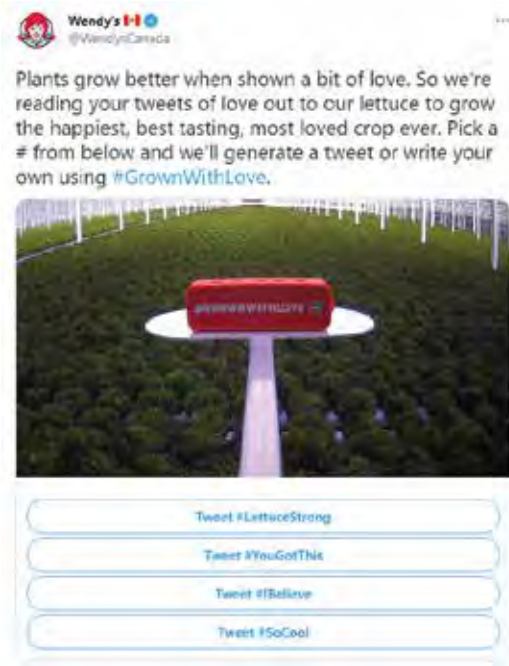 Wendy's
@WendysCanada
Plants grow better when shown a bit of love. So we're
reading your tweets of love out to our lettuce to grow
the happiest, best tasting, most loved crop ever. Pick a
# from below and we'll generate a tweet or write your
own using #GrownWithLove.
#GROWNWITHLOVE
Tweet #LettuceStrong
Tweet #YouGotThis
Tweet #IBelieve
Tweet #SoCool